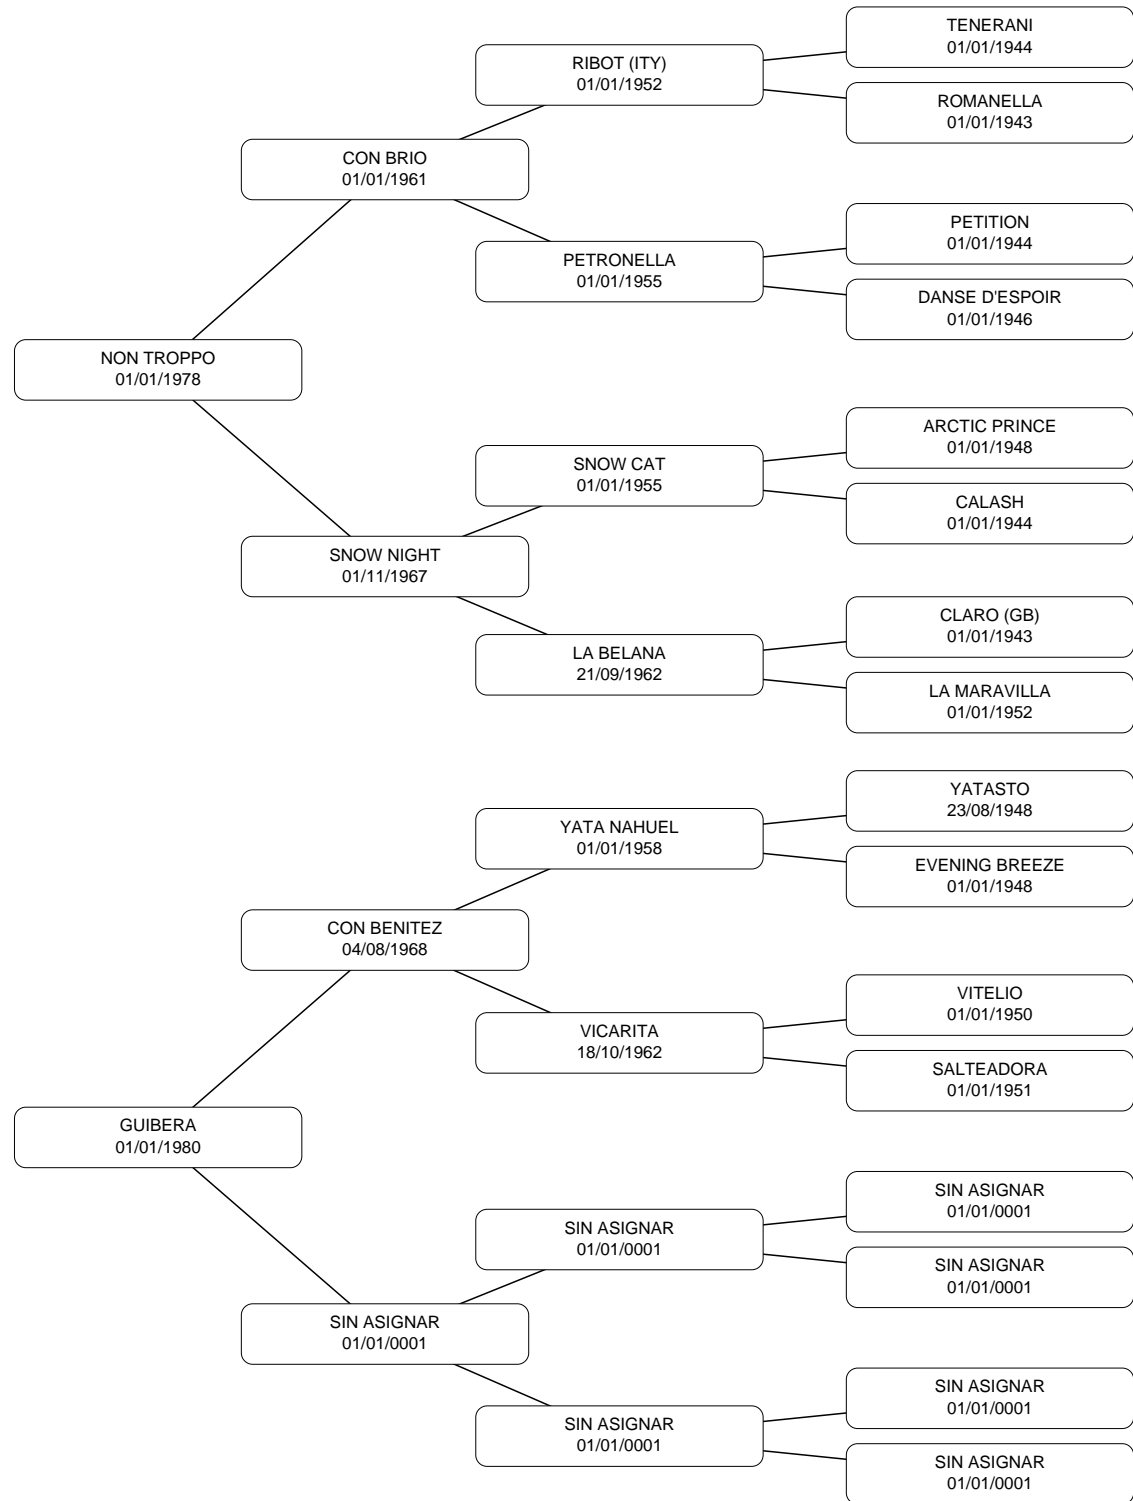 TENERANI
01/01/1944
RIBOT (ITY)
01/01/1952
ROMANELLA
01/01/1943
CON BRIO
01/01/1961
PETITION
01/01/1944
PETRONELLA
01/01/1955
DANSE D'ESPOIR
01/01/1946
NON TROPPO
01/01/1978
ARCTIC PRINCE
01/01/1948
SNOW CAT
01/01/1955
CALASH
01/01/1944
SNOW NIGHT
01/11/1967
CLARO (GB)
01/01/1943
LA BELANA
21/09/1962
LA MARAVILLA
01/01/1952
YATASTO
23/08/1948
YATA NAHUEL
01/01/1958
EVENING BREEZE
01/01/1948
CON BENITEZ
04/08/1968
VITELIO
01/01/1950
VICARITA
18/10/1962
SALTEADORA
01/01/1951
GUIBERA
01/01/1980
SIN ASIGNAR
01/01/0001
SIN ASIGNAR
01/01/0001
SIN ASIGNAR
01/01/0001
SIN ASIGNAR
01/01/0001
SIN ASIGNAR
01/01/0001
SIN ASIGNAR
01/01/0001
SIN ASIGNAR
01/01/0001